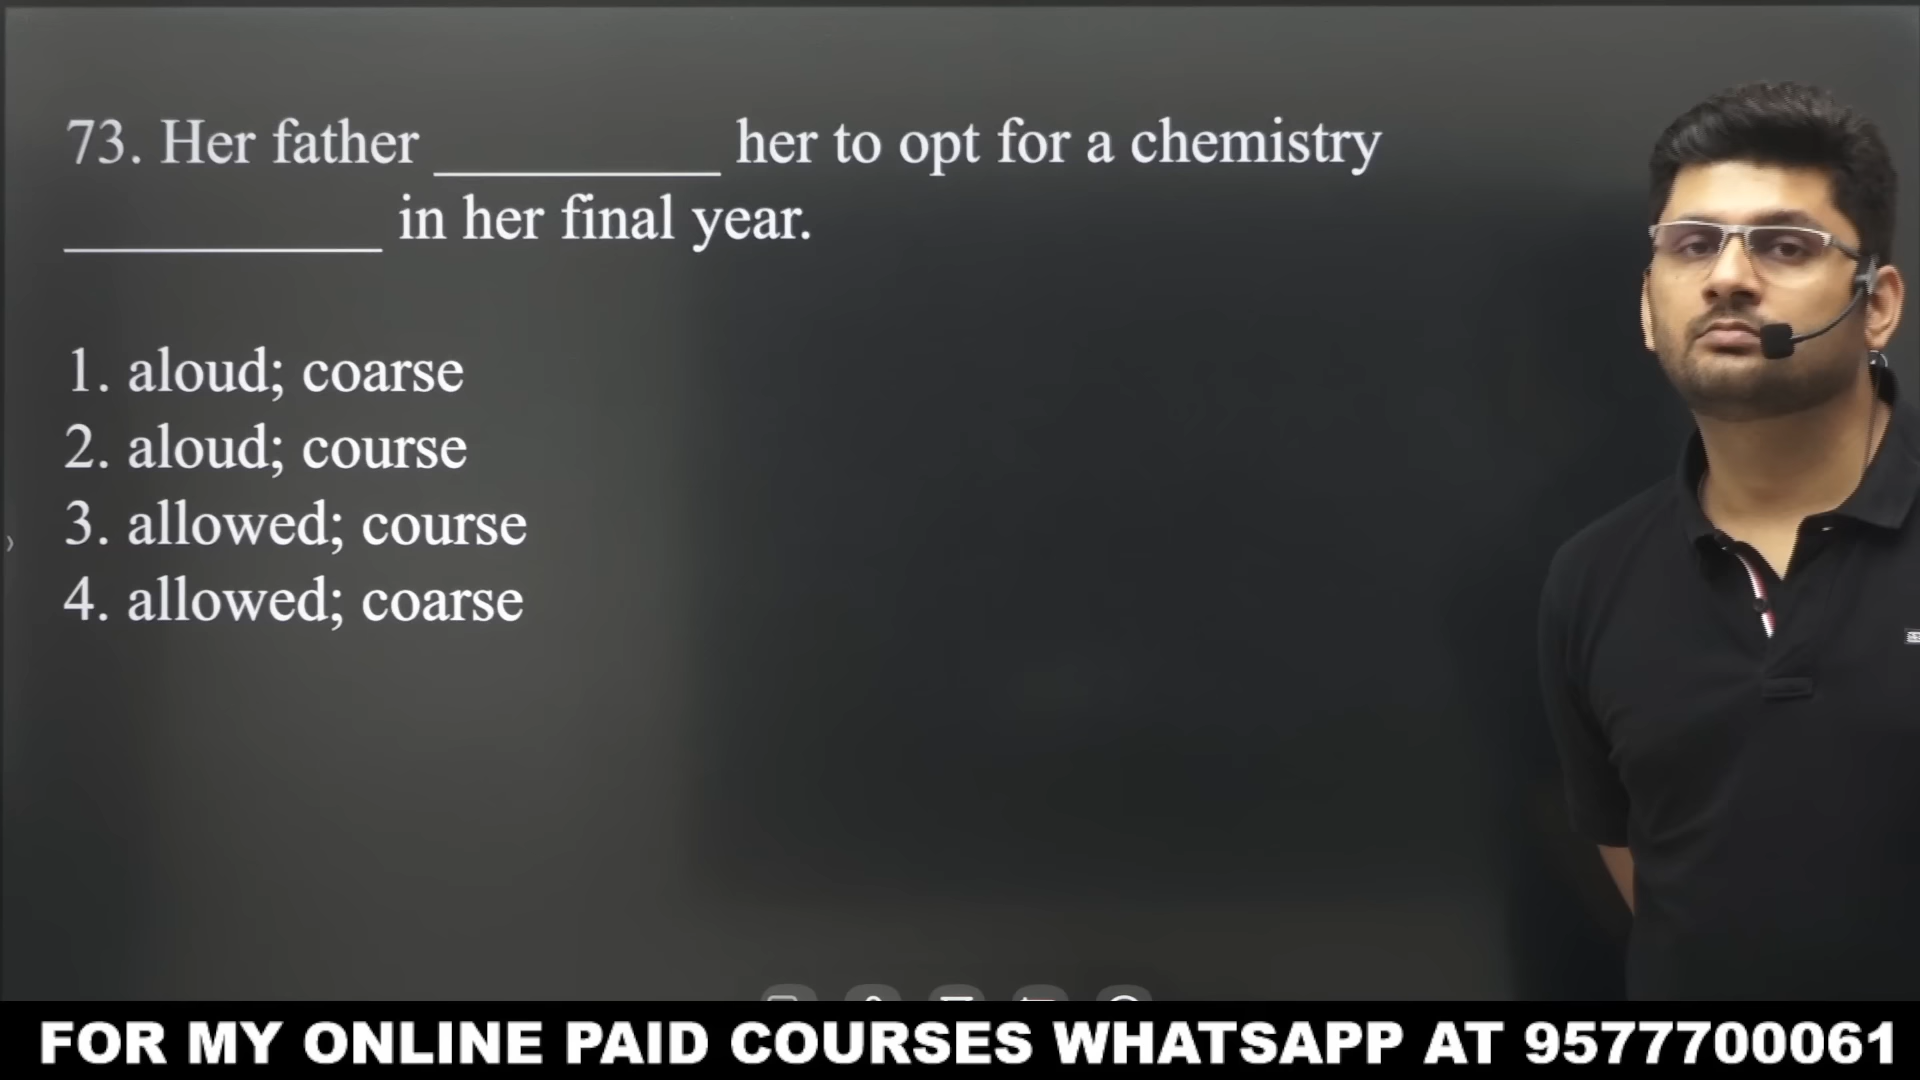 73. Her father __________ her to opt for a chemistry
___________ in her final year.
1. aloud; coarse
2. aloud; course
3. allowed; course
4. allowed; coarse
FOR MY ONLINE PAID COURSES WHATSAPP AT 9577700061